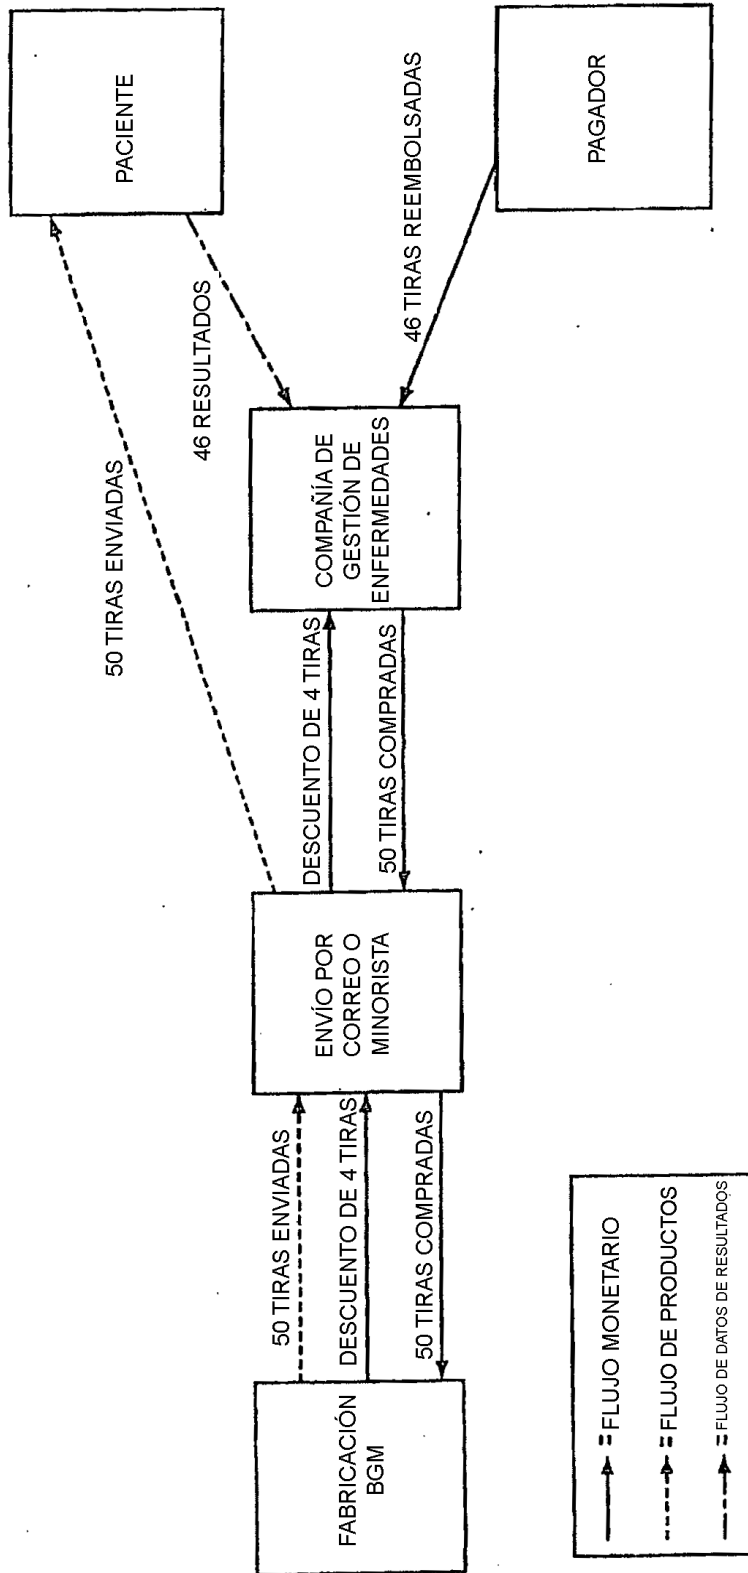 PACIENTE
PAGADOR
50 TIRAS ENVIADAS
46 RESULTADOS
46 TIRAS REEMBOLSADAS
COMPAÑÍA DE
GESTIÓN DE
ENFERMEDADES
DESCUENTO DE 4 TIRAS
50 TIRAS COMPRADAS
ENVÍO POR
CORREO O
MINORISTA
50 TIRAS ENVIADAS
DESCUENTO DE 4 TIRAS
50 TIRAS COMPRADAS
FABRICACIÓN
BGM
= FLUJO MONETARIO
= FLUJO DE PRODUCTOS
= FLUJO DE DATOS DE RESULTADOS